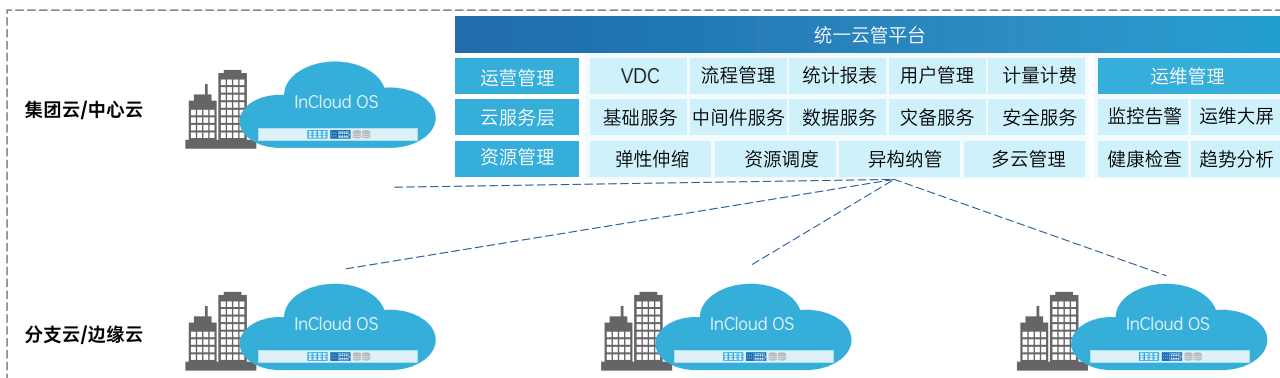 统一云管平台
运营管理 VDC 流程管理 统计报表 用户管理 计量计费 运维管理
集团云/中心云 InCloud OS 云服务层 基础服务 中间件服务 数据服务 灾备服务 安全服务 监控告警 运维大屏
资源管理 弹性伸缩 资源调度 异构纳管 多云管理 健康检查 趋势分析
分支云/边缘云 InCloud OS InCloud OS InCloud OS